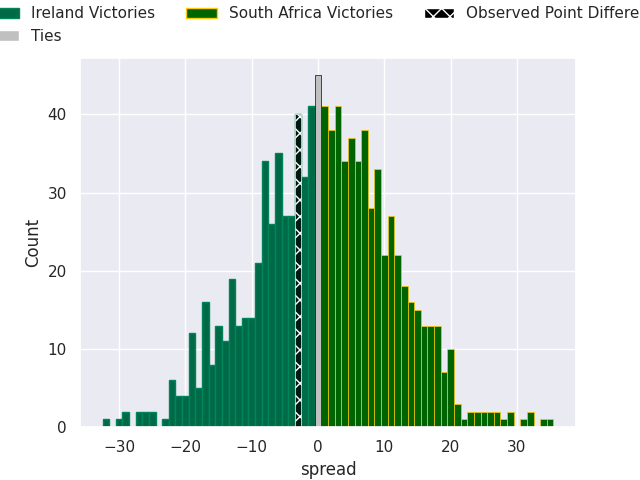 Ireland Victories
South Africa Victories
Observed Point Differe
Ties
Count
40
30
20
10
0
−30
−20
−10
0
10
20
30
spread